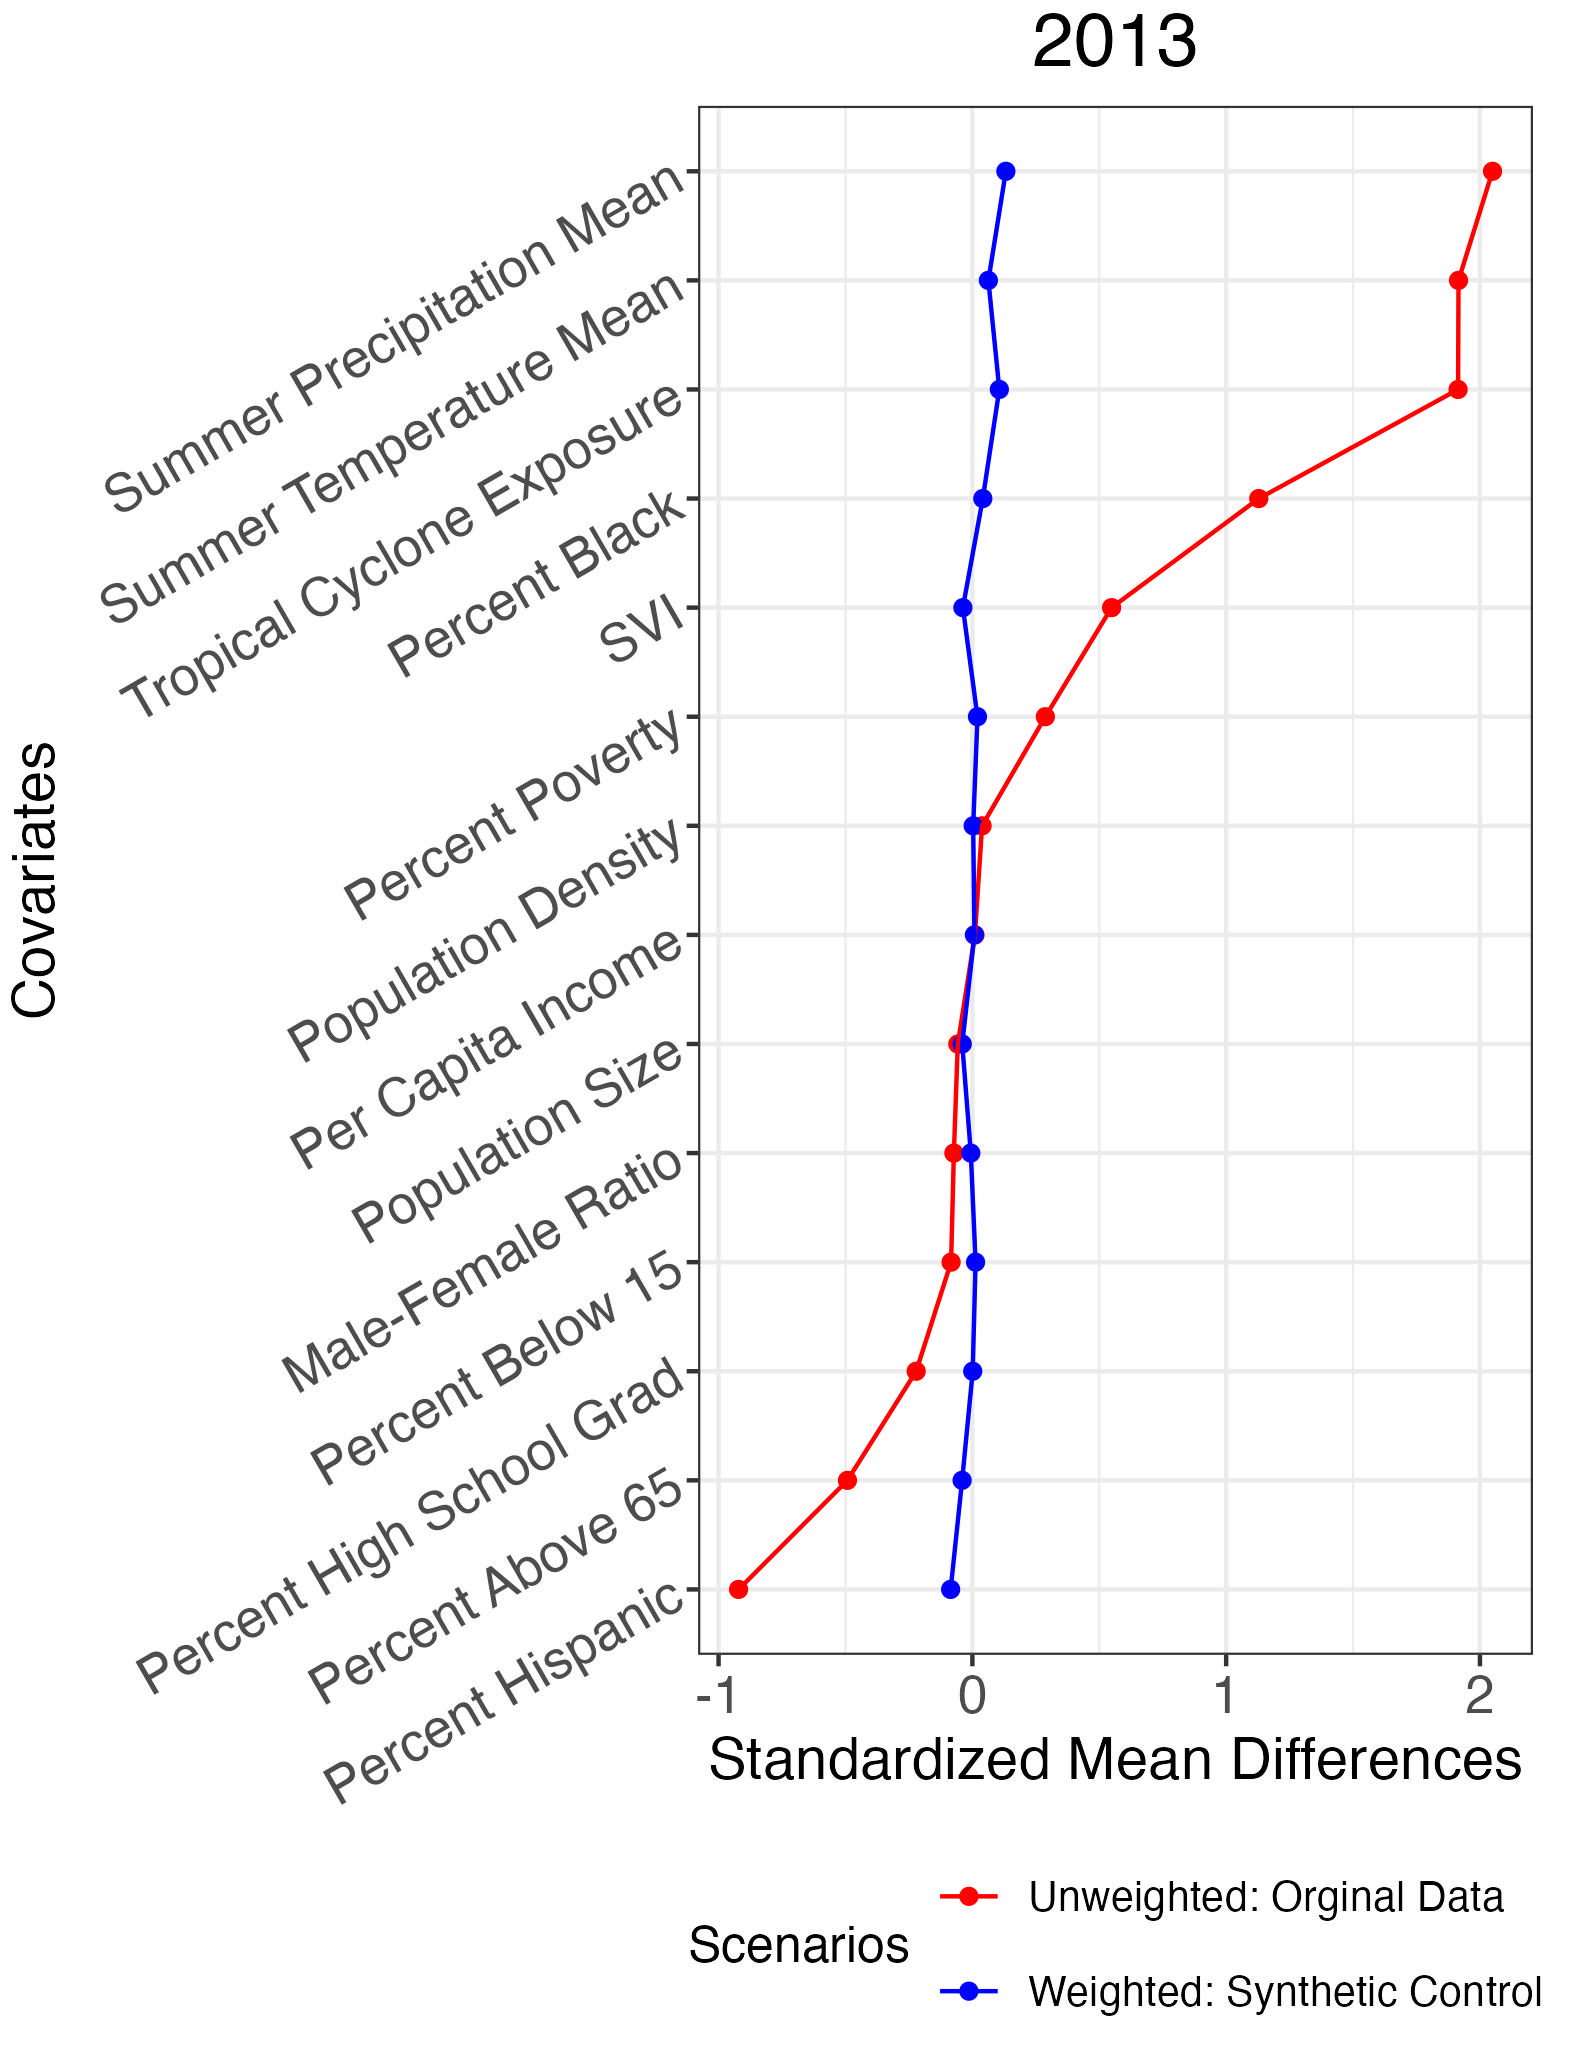 2013
Covariates
Summer Precipitation Mean
Summer Temperature Mean
Tropical Cyclone Exposure
Percent Black
SVI
Percent Poverty
Population Density
Per Capita Income
Population Size
Male-Female Ratio
Percent Below 15
Percent High School Grad
Percent Above 65
Percent Hispanic
-1 0 1 2
Standardized Mean Differences
Scenarios
Unweighted: Orginal Data
Weighted: Synthetic Control